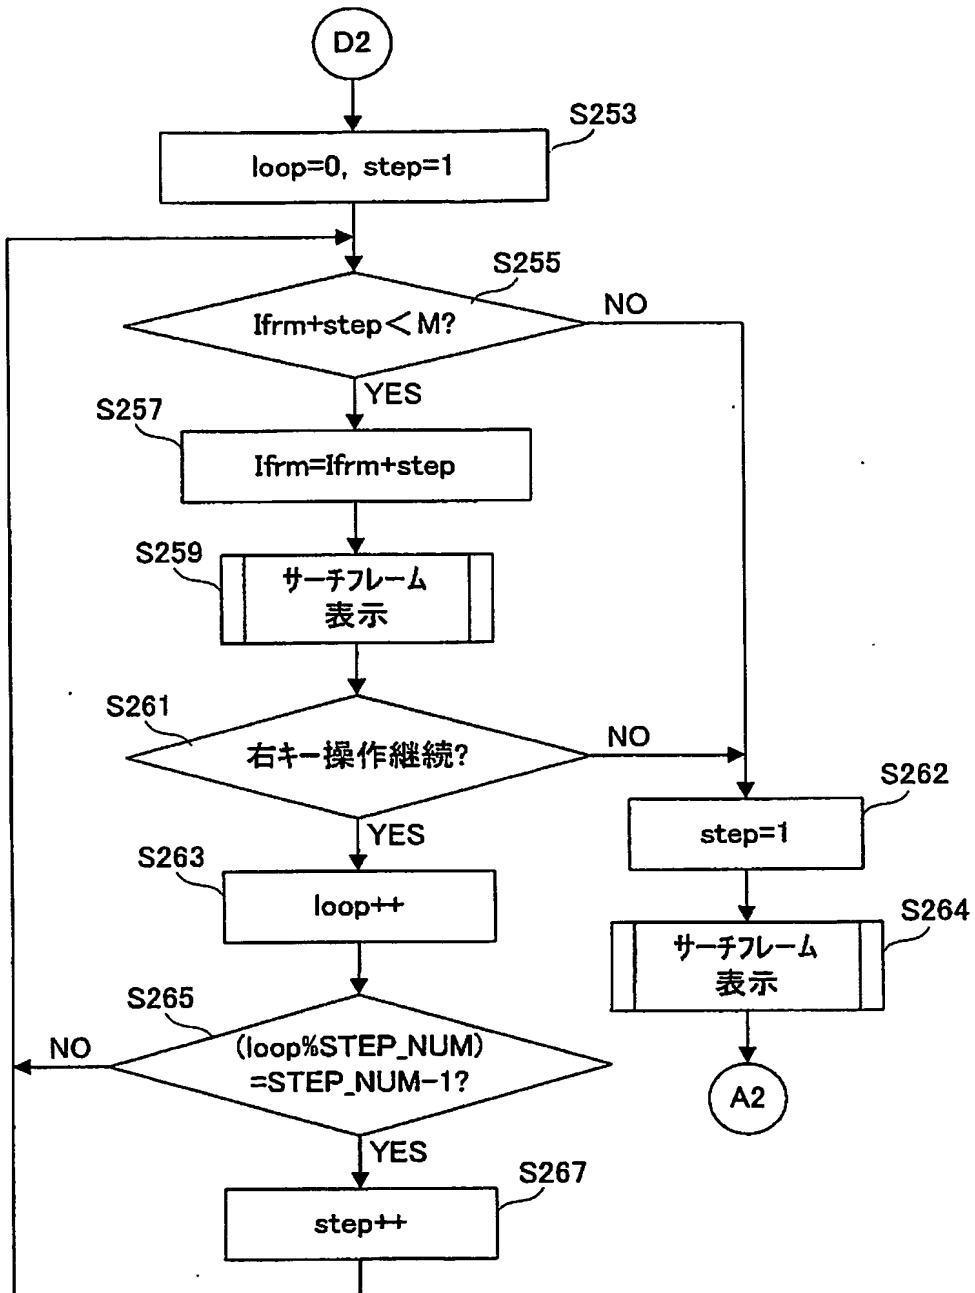 D2
S253
loop=0, step=1
S255
Ifrm+step<M?
NO
YES
S257
Ifrm=Ifrm+step
S259
サーチフレーム
表示
S261
右キー操作継続?
NO
YES
S262
step=1
S263
loop++
S264
サーチフレーム
表示
S265
(loop%STEP_NUM)
=STEP_NUM-1?
NO
A2
YES
S267
step++